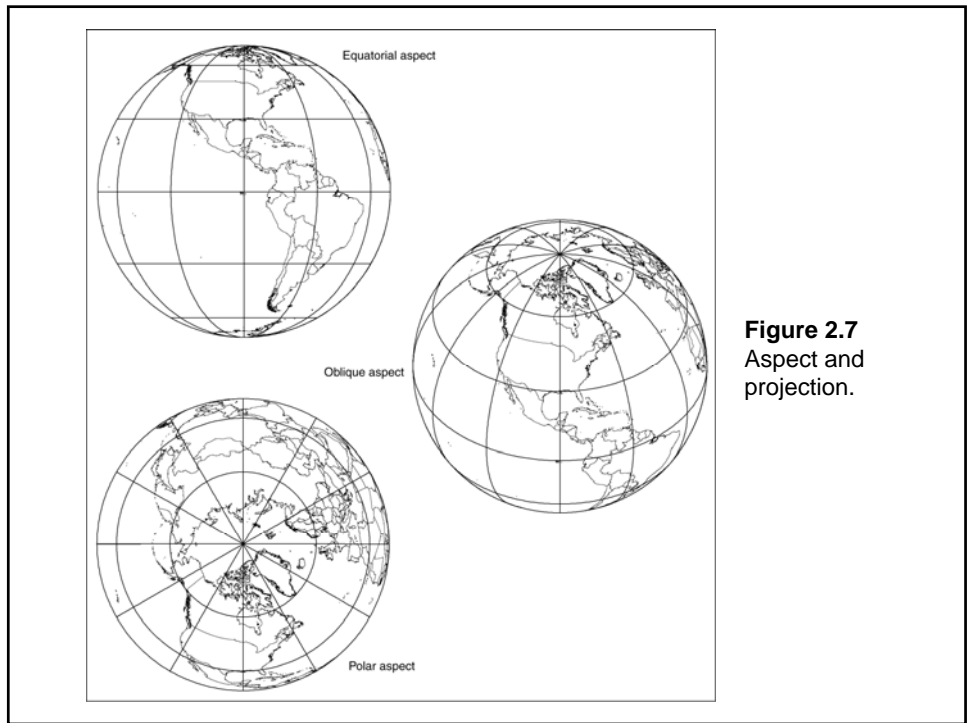 Equatorial aspect
Oblique aspect
Polar aspect
Figure 2.7
Aspect and
projection.